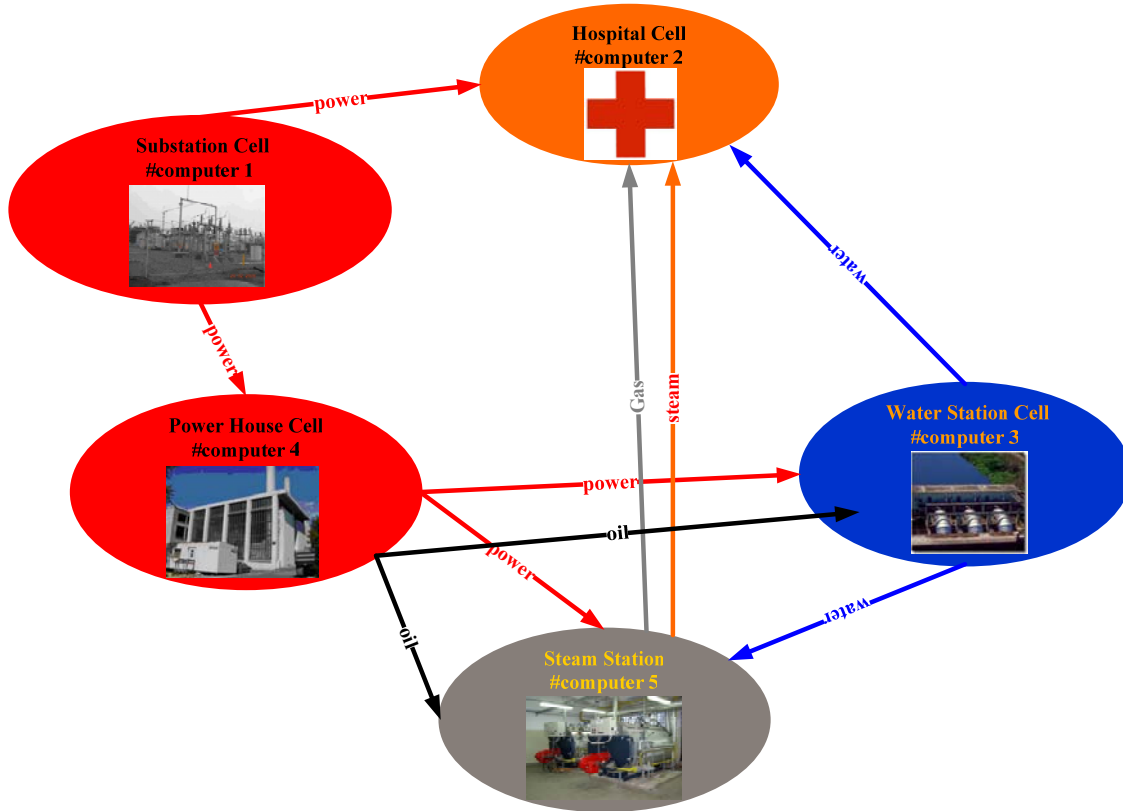 Hospital Cell
#computer 2
power
Substation Cell
#computer 1
water
power
Gas
steam
Power House Cell
#computer 4
Water Station Cell
#computer 3
power
oil
power
oil
water
Steam Station
#computer 5